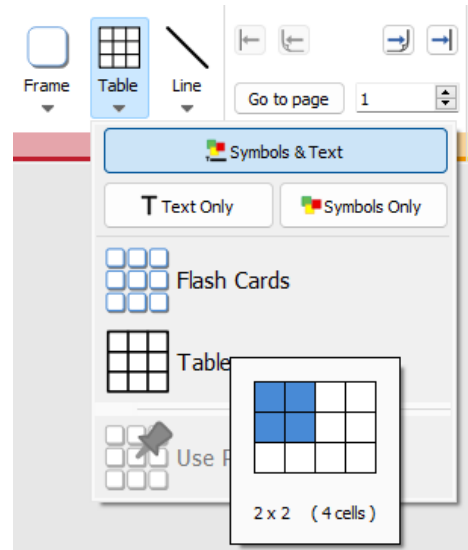 Frame Table Line
Go to page 1
Symbols & Text
T Text Only Symbols Only
Flash Cards
Table
Use
2 x 2 ( 4 cells )